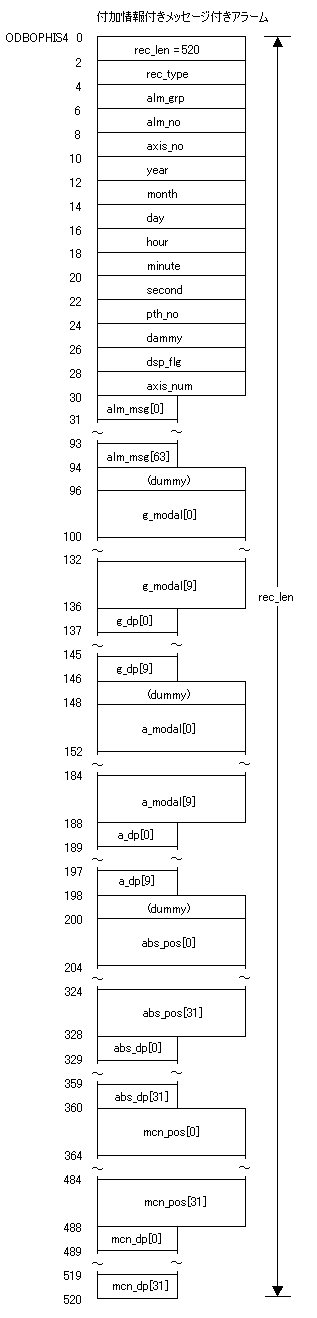 付加情報付きメッセージ付きアラーム
ODBOPHIS4 0
rec_len = 520
2
rec_type
4
alm_grp
6
alm_no
8
axis_no
10
year
12
month
14
day
16
hour
18
minute
20
second
22
pth_no
24
dammy
26
dsp_flg
28
axis_num
30
alm_msg[0]
31
～ ～
93
alm_msg[63]
94
(dummy)
96
g_modal[0]
100
～ ～
132
g_modal[9]
rec_len
136
g_dp[0]
137
～ ～
145
g_dp[9]
146
(dummy)
148
a_modal[0]
152
～ ～
184
a_modal[9]
188
a_dp[0]
189
～ ～
197
a_dp[9]
198
(dummy)
200
abs_pos[0]
204
～ ～
324
abs_pos[31]
328
abs_dp[0]
329
～ ～
359
abs_dp[31]
360
mcn_pos[0]
364
～ ～
484
mcn_pos[31]
488
mcn_dp[0]
489
～ ～
519
mcn_dp[31]
520